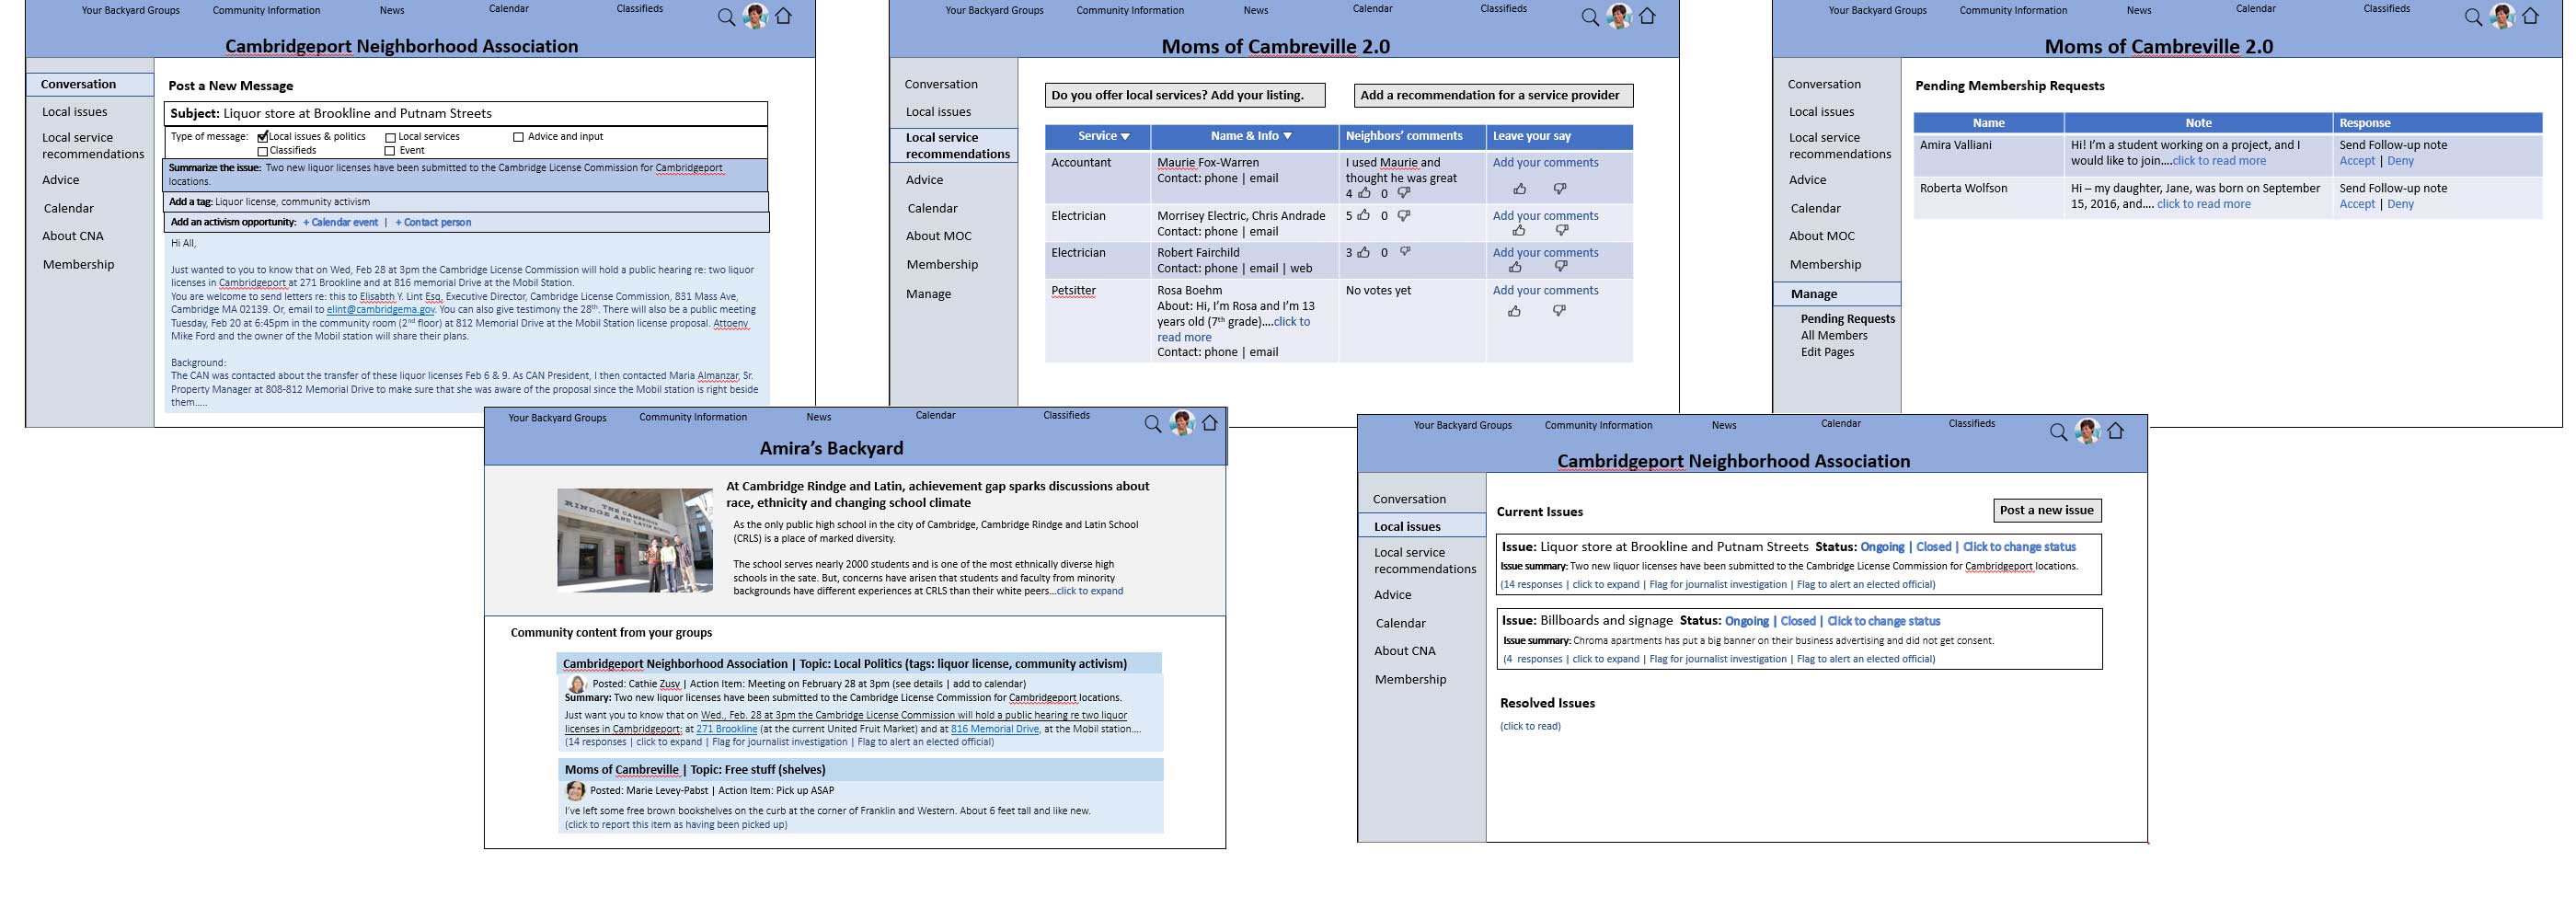 Your Backyard Groups Community Information News Calendar Classifieds
Cambridgeport Neighborhood Association
Conversation
Local issues
Local service
recommendations
Advice
Calendar
About CNA
Membership
Post a New Message
Subject: Liquor store at Brookline and Putnam Streets
Type of message: Local issues & politics Local services Advice and input
Classifieds Event
Summarize the issue: Two new liquor licenses have been submitted to the Cambridge License Commission for Cambridgeport
locations.
Add a tag: Liquor license, community activism
Add an activism opportunity: + Calendar event | + Contact person
Hi All,
Just wanted to you to know that on Wed, Feb 28 at 3pm the Cambridge License Commission will hold a public hearing re: two liquor
licenses in Cambridgeport at 271 Brookline and at 816 memorial Drive at the Mobil Station.
You are welcome to send letters re: this to Elisabth Y. Lint Esq, Executive Director, Cambridge License Commission, 831 Mass Ave,
Cambridge MA 02139. Or, email to elint@cambridgema.gov. You can also give testimony the 28th. There will also be a public meeting
Tuesday, Feb 20 at 6:45pm in the community room (2nd floor) at 812 Memorial Drive at the Mobil Station license proposal. Attoeny
Mike Ford and the owner of the Mobil station will share their plans.
Background:
The CAN was contacted about the transfer of these liquor licenses Feb 6 & 9. As CAN President, I then contacted Maria Almanzar, Sr.
Property Manager at 808-812 Memorial Drive to make sure that she was aware of the proposal since the Mobil station is right beside
them…..
Your Backyard Groups Community Information News Calendar Classifieds
Moms of Cambreville 2.0
Conversation
Local issues
Local service
recommendations
Advice
Calendar
About MOC
Membership
Manage
Do you offer local services? Add your listing. Add a recommendation for a service provider
Service Name & Info Neighbors’ comments Leave your say
Accountant Maurie Fox-Warren I used Maurie and Add your comments
Contact: phone | email thought he was great
4 0
Electrician Morrisey Electric, Chris Andrade 5 0 Add your comments
Contact: phone | email
Electrician Robert Fairchild 3 0 Add your comments
Contact: phone | email | web
Petsitter Rosa Boehm No votes yet Add your comments
About: Hi, I’m Rosa and I’m 13
years old (7th grade)….click to
read more
Contact: phone | email
Your Backyard Groups Community Information News Calendar Classifieds
Moms of Cambreville 2.0
Conversation
Local issues
Local service
recommendations
Advice
Calendar
About MOC
Membership
Manage
Pending Requests
All Members
Edit Pages
Pending Membership Requests
Name Note Response
Amira Valliani Hi! I’m a student working on a project, and I Send Follow-up note
would like to join….click to read more Accept | Deny
Roberta Wolfson Hi – my daughter, Jane, was born on September Send Follow-up note
15, 2016, and…. click to read more Accept | Deny
Your Backyard Groups Community Information News Calendar Classifieds
Amira’s Backyard
THE CAMBRIDGE
RINDGE AND LATIN SCHOOL
At Cambridge Rindge and Latin, achievement gap sparks discussions about
race, ethnicity and changing school climate
As the only public high school in the city of Cambridge, Cambridge Rindge and Latin School
(CRLS) is a place of marked diversity.
The school serves nearly 2000 students and is one of the most ethnically diverse high
schools in the sate. But, concerns have arisen that students and faculty from minority
backgrounds have different experiences at CRLS than their white peers…click to expand
Community content from your groups
Cambridgeport Neighborhood Association | Topic: Local Politics (tags: liquor license, community activism)
Posted: Cathie Zusy | Action Item: Meeting on February 28 at 3pm (see details | add to calendar)
Summary: Two new liquor licenses have been submitted to the Cambridge License Commission for Cambridgeport locations.
Just want you to know that on Wed., Feb. 28 at 3pm the Cambridge License Commission will hold a public hearing re two liquor
licenses in Cambridgeport: at 271 Brookline (at the current United Fruit Market) and at 816 Memorial Drive, at the Mobil station….
(14 responses | click to expand | Flag for journalist investigation | Flag to alert an elected official)
Moms of Cambreville | Topic: Free stuff (shelves)
Posted: Marie Levey-Pabst | Action Item: Pick up ASAP
I’ve left some free brown bookshelves on the curb at the corner of Franklin and Western. About 6 feet tall and like new.
(click to report this item as having been picked up)
Your Backyard Groups Community Information News Calendar Classifieds
Cambridgeport Neighborhood Association
Conversation
Local issues
Local service
recommendations
Advice
Calendar
About CNA
Membership
Current Issues Post a new issue
Issue: Liquor store at Brookline and Putnam Streets Status: Ongoing | Closed | Click to change status
Issue summary: Two new liquor licenses have been submitted to the Cambridge License Commission for Cambridgeport locations.
(14 responses | click to expand | Flag for journalist investigation | Flag to alert an elected official)
Issue: Billboards and signage Status: Ongoing | Closed | Click to change status
Issue summary: Chroma apartments has put a big banner on their business advertising and did not get consent.
(4 responses | click to expand | Flag for journalist investigation | Flag to alert an elected official)
Resolved Issues
(click to read)